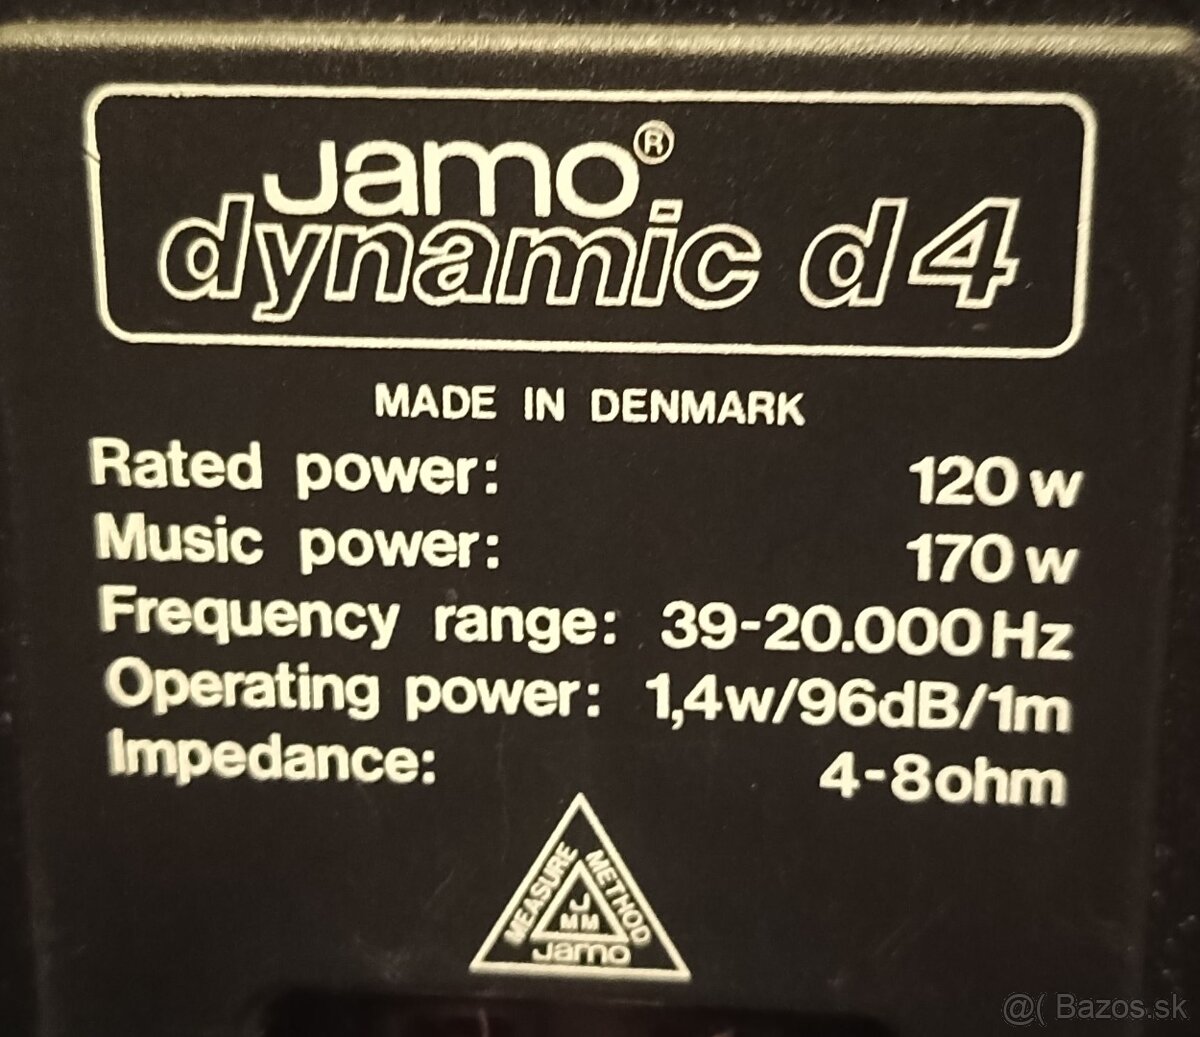 Jamo®
dynamic d4
MADE IN DENMARK
Rated power: 120 w
Music power: 170 w
Frequency range: 39-20.000 Hz
Operating power: 1,4w/96dB/1m
Impedance: 4-8ohm
MEASURE METHOD
J
MM
Jamo
@( Bazos.sk